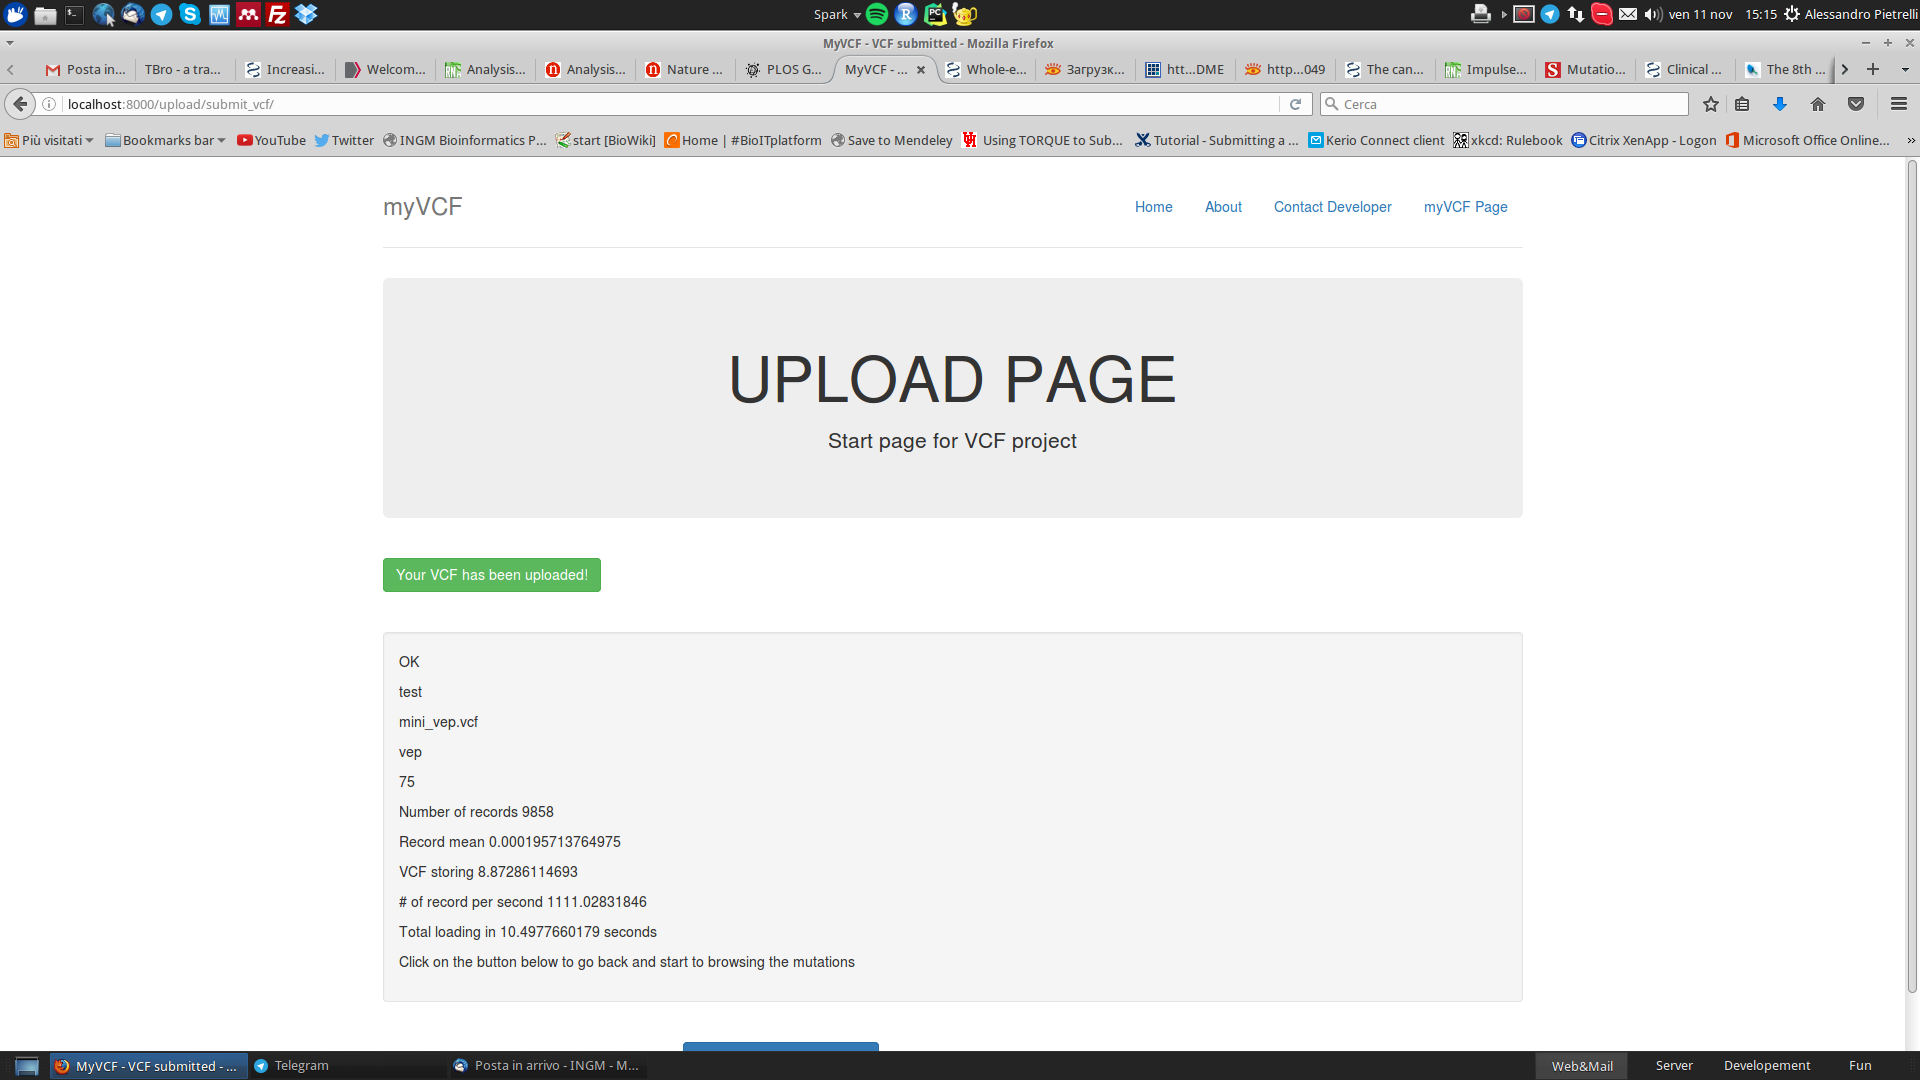 Spark
ven 11 nov 15:15 Alessandro Pietrelli
MyVCF - VCF submitted - Mozilla Firefox
Posta in... TBro - a tra... Increasi... Welcom... Analysis... Analysis... Nature ... PLOS G... MyVCF - ... Whole-e... Загрузк... htt...DME http...049 The can... Impulse... Mutatio... Clinical ... The 8th ...
localhost:8000/upload/submit_vcf/ Cerca
Più visitati Bookmarks bar YouTube Twitter INGM Bioinformatics P... start [BioWiki] Home | #BioITplatform Save to Mendeley Using TORQUE to Sub... Tutorial - Submitting a ... Kerio Connect client xkcd: Rulebook Citrix XenApp - Logon Microsoft Office Online... »
myVCF Home About Contact Developer myVCF Page
UPLOAD PAGE
Start page for VCF project
Your VCF has been uploaded!
OK
test
mini_vep.vcf
vep
75
Number of records 9858
Record mean 0.000195713764975
VCF storing 8.87286114693
# of record per second 1111.02831846
Total loading in 10.4977660179 seconds
Click on the button below to go back and start to browsing the mutations
MyVCF - VCF submitted - ... Telegram Posta in arrivo - INGM - M... Web&Mail Server Developement Fun